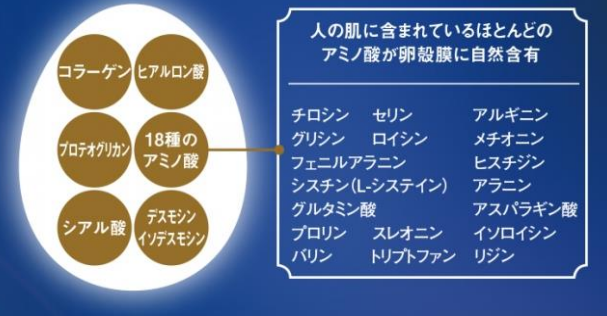 コラーゲン
ヒアルロン酸
プロテオグリカン
18種の
アミノ酸
シアル酸
デスモシン
イソデスモシン
人の肌に含まれているほとんどの
アミノ酸が卵殻膜に自然含有
チロシン セリン アルギニン
グリシン ロイシン メチオニン
フェニルアラニン ヒスチジン
シスチン(L-システイン) アラニン
グルタミン酸 アスパラギン酸
プロリン スレオニン イソロイシン
バリン トリプトファン リジン